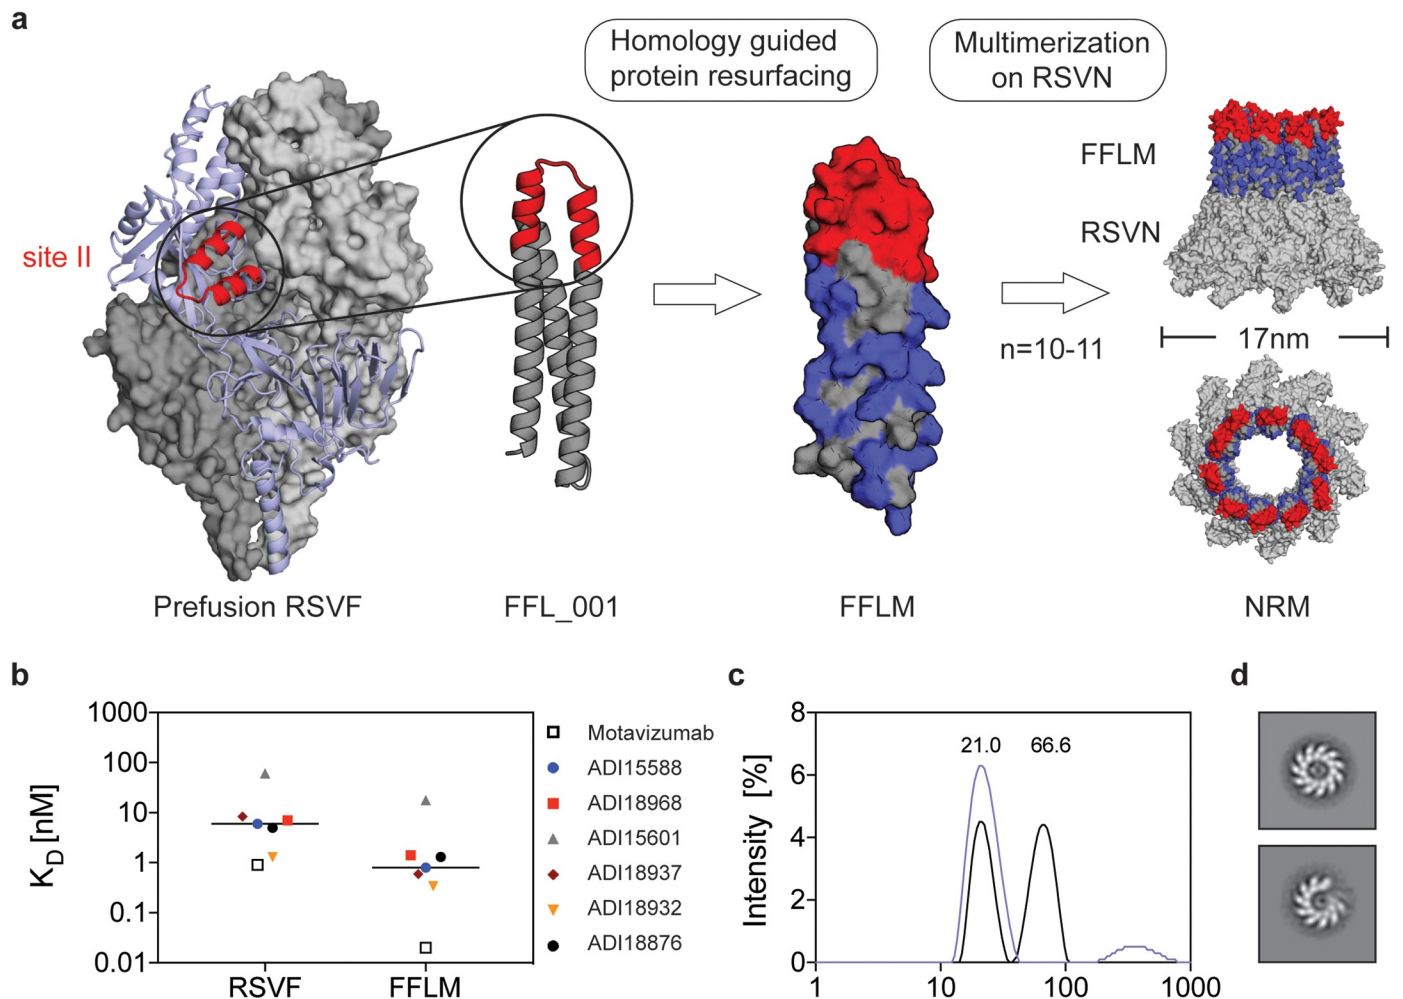 a
Homology guided
protein resurfacing
Multimerization
on RSVN
FFLM
RSVN
site II
n=10-11
17nm
Prefusion RSVF
FFL_001
FFLM
NRM
b
1000
100
10
1
0.1
0.01
K_D [nM]
RSVF
FFLM
Motavizumab
ADI15588
ADI18968
ADI15601
ADI18937
ADI18932
ADI18876
c
8
6
4
2
0
Intensity [%]
21.0
66.6
1
10
100
1000
d